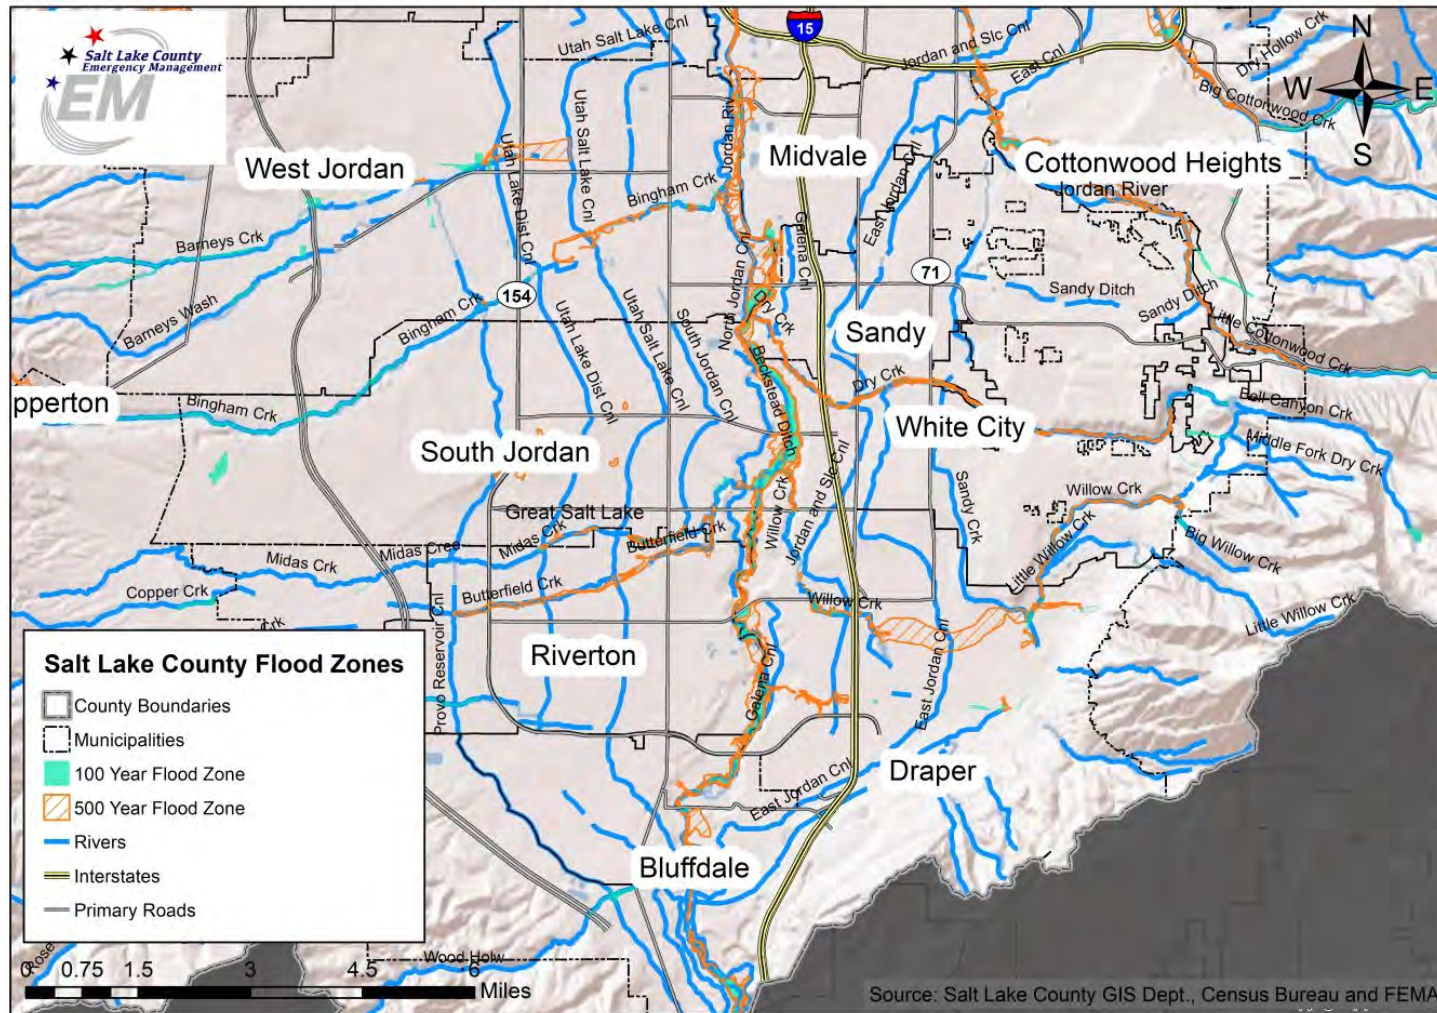 Salt Lake County
Emergency Management
EM
Utah Salt Lake Cnl
15
Jordan and Slc Cnl
East Cnl
Dry Hollow Crk
Big Cottonwood Crk
N
W
E
S
West Jordan
Utah Lake Dist Cnl
Utah Salt Lake Cnl
Bingham Crk
Jordan Riv
Midvale
East Jordan Cnl
Cottonwood Heights
Jordan River
Barneys Crk
Barneys Wash
Bingham Crk
154
North Jordan Cnl
Galena Cnl
Dry Crk
71
Sandy Ditch
Sandy Ditch
Little Cottonwood Crk
Sandy
Utah Lake Dist Cnl
Utah Salt Lake Cnl
South Jordan Cnl
Beckstead Ditch
Dry Crk
pperton
Bingham Crk
South Jordan
White City
Bell Canyon Crk
Middle Fork Dry Crk
Great Salt Lake
Willow Crk
Jordan and Slc Cnl
Sandy Crk
Willow Crk
Little Willow Crk
Big Willow Crk
Little Willow Crk
Midas Crk
Midas Cree
Midas Crk
Butterfield Crk
Copper Crk
Butterfield Crk
Willow Crk
Crk
Provo Reservoir Cnl
Riverton
Galena Cnl
East Jordan Cnl
Draper
East Jordan Cnl
Bluffdale
Salt Lake County Flood Zones
County Boundaries
Municipalities
100 Year Flood Zone
500 Year Flood Zone
Rivers
Interstates
Primary Roads
Rose
Wood Holw
0 0.75 1.5 3 4.5 6
Miles
Source: Salt Lake County GIS Dept., Census Bureau and FEMA